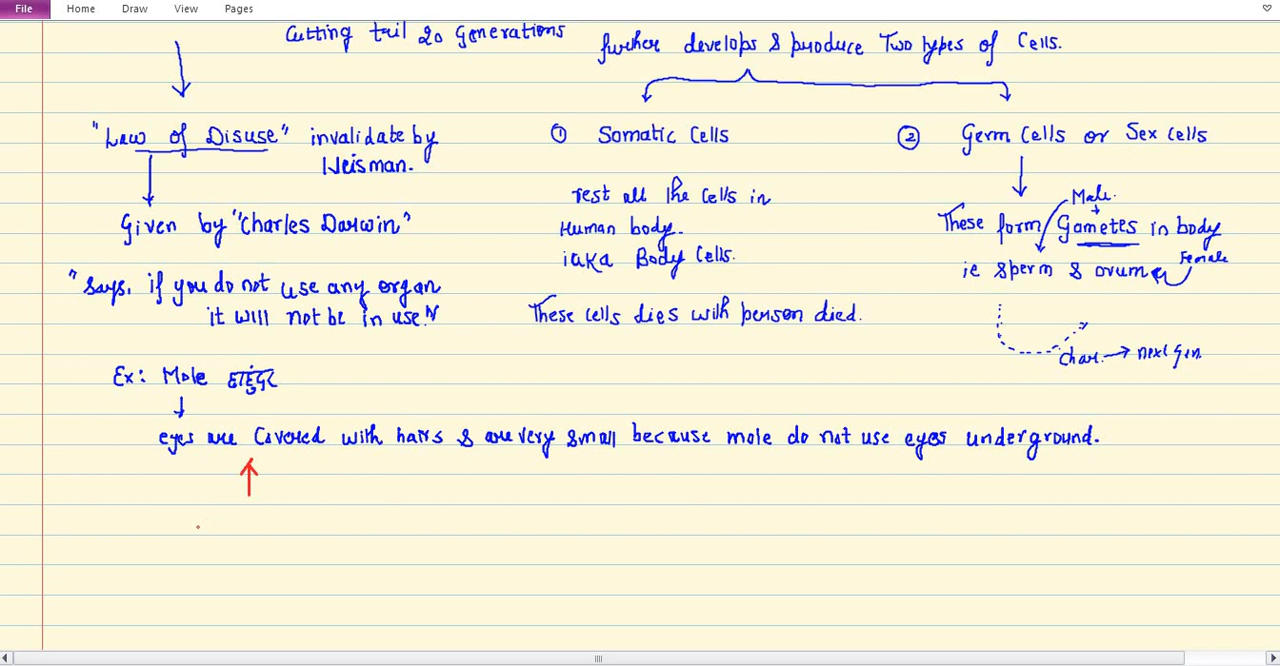 File Home Draw View Pages
Cutting tail 20 Generations
"Law of Disuse" invalidate by
Weisman.
Given by "Charles Darwin"
"Says, if you do not use any organ
it will not be in use."
further develops & produce Two types of Cells.
① Somatic Cells
rest all the cells in
Human body.
i.aka Body Cells.
These cells dies with person died.
② Germ Cells or Sex cells
Male
These form Gametes in body
Female
ie sperm & ovum
Char. → next Gen.
Ex: Mole
eyes are Covered with hairs & are very small because mole do not use eyes underground.